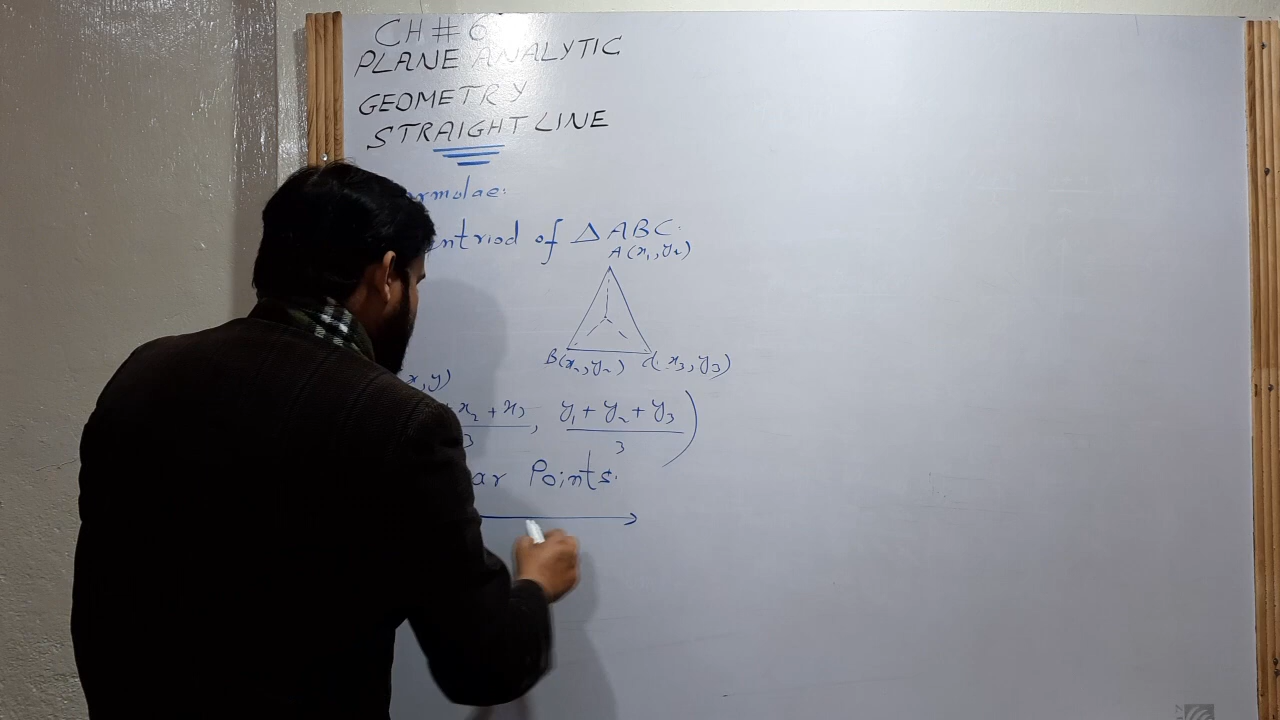 CH # 6
PLANE ANALYTIC
GEOMETRY
STRAIGHT LINE
ormulae:
ntriod of △ ABC.
A(x₁, y₂)
B(x₂, y₂) C(x₃, y₃)
x, y)
+ x₂ + x₃ / 3 , y₁ + y₂ + y₃ / 3 )
ar Points.